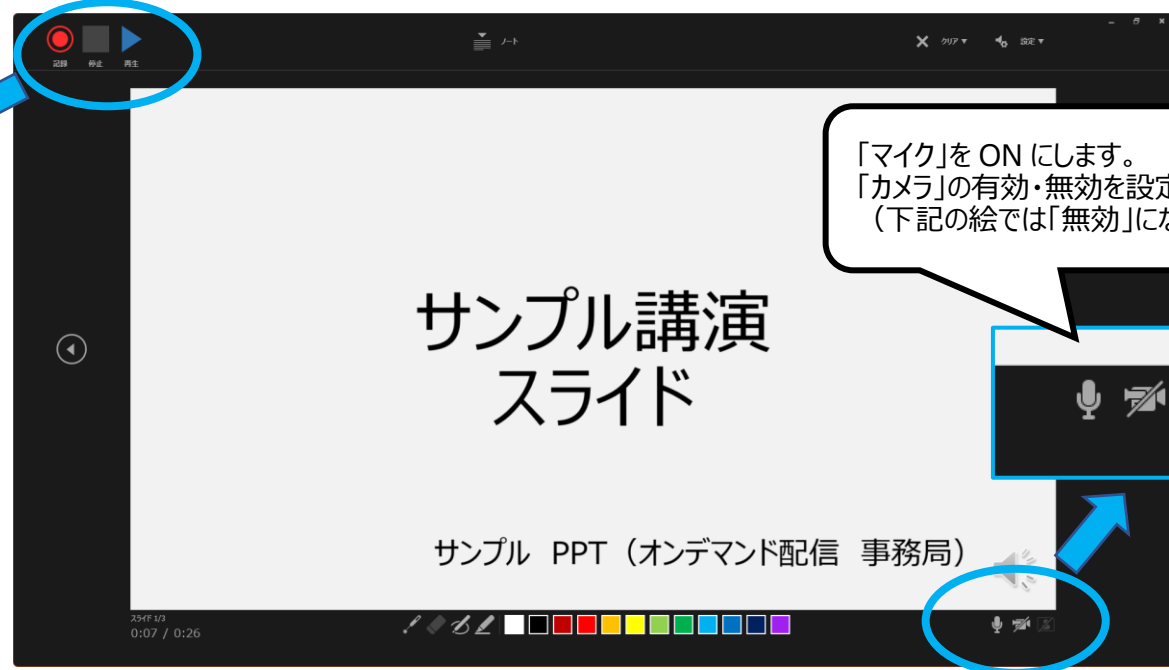 記録 停止 再生
ノート
クリア▼ 設定▼
「マイク」を ON にします。
「カメラ」の有効・無効を設定
（下記の絵では「無効」にな
サンプル講演
スライド
サンプル PPT（オンデマンド配信 事務局）
スライド 1/3
0:07 / 0:26